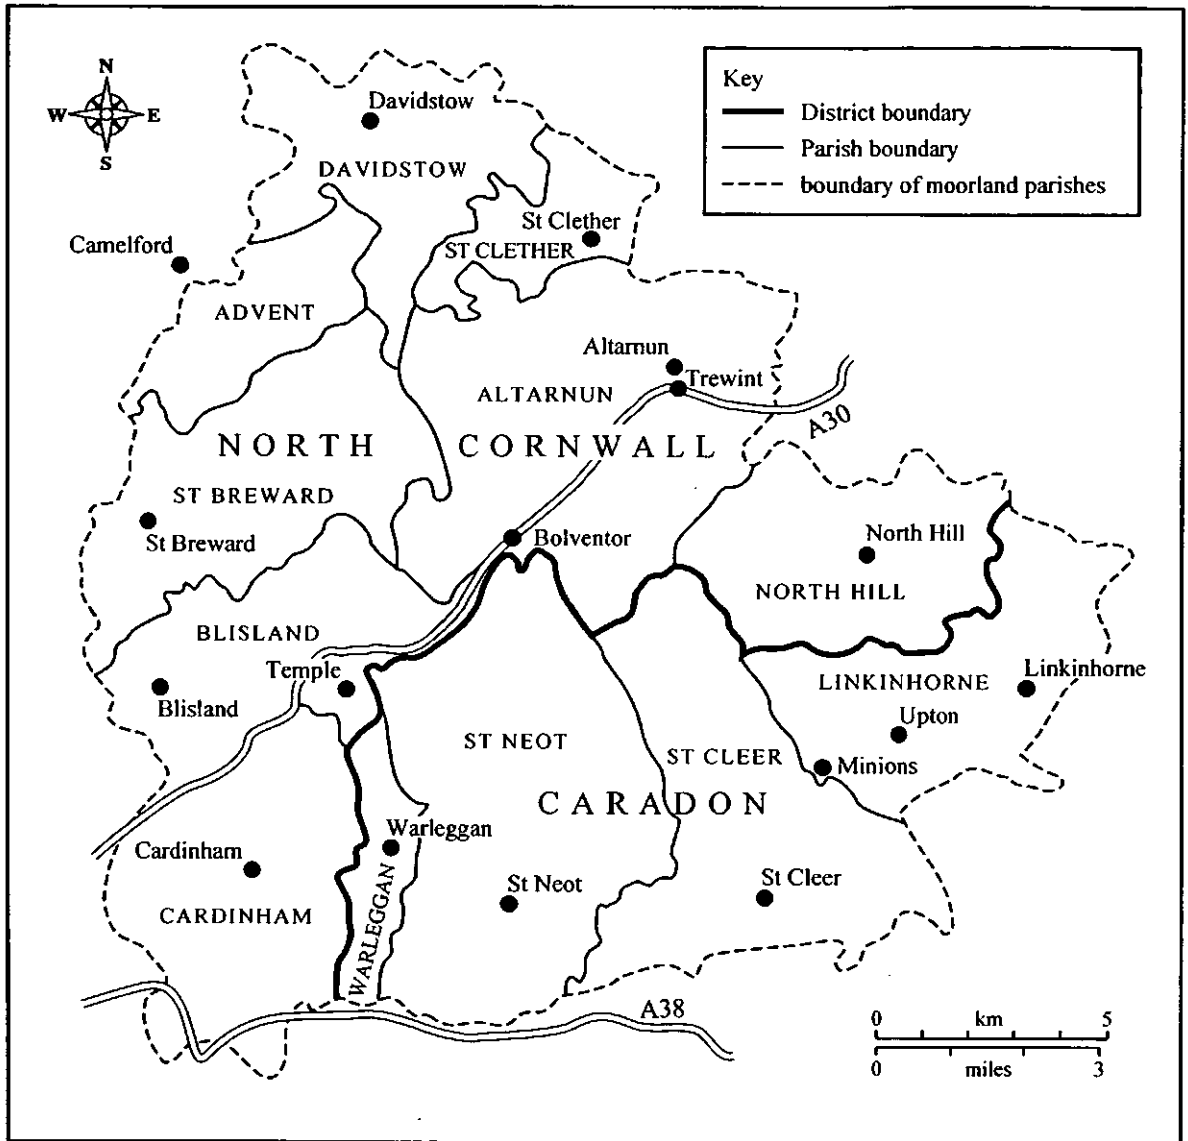 N
W E
S
Key
District boundary
Parish boundary
boundary of moorland parishes
Davidstow
DAVIDSTOW
St Clether
ST CLETHER
Camelford
ADVENT
Altarnun
Trewint
ALTARNUN
A30
NORTH CORNWALL
ST BREWARD
St Breward
Bolventor
North Hill
NORTH HILL
BLISLAND
Temple
Blisland
LINKINHORNE
Linkinhorne
Upton
ST NEOT
ST CLEER
Minions
CARADON
Warleggan
Cardinham
WARLEGGAN
St Neot
St Cleer
CARDINHAM
A38
0 km 5
0 miles 3